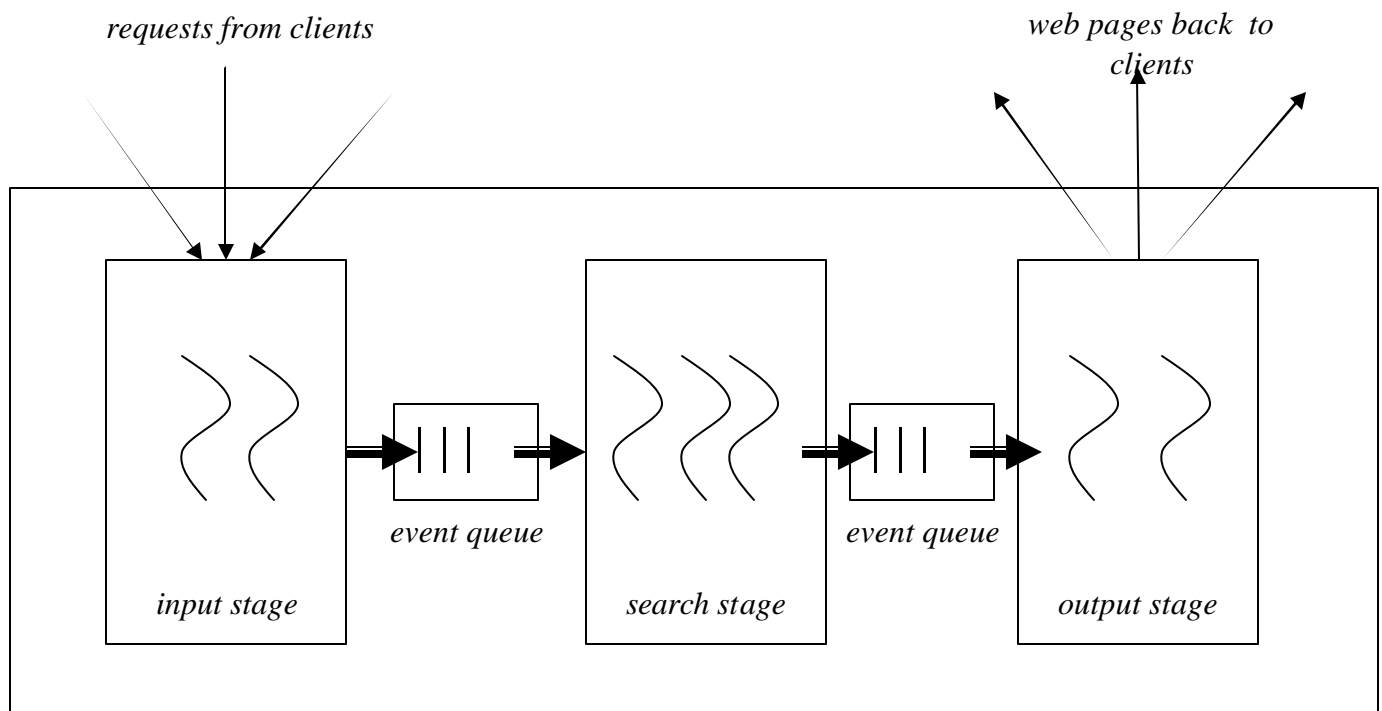 requests from clients
web pages back to
clients
event queue
event queue
input stage
search stage
output stage